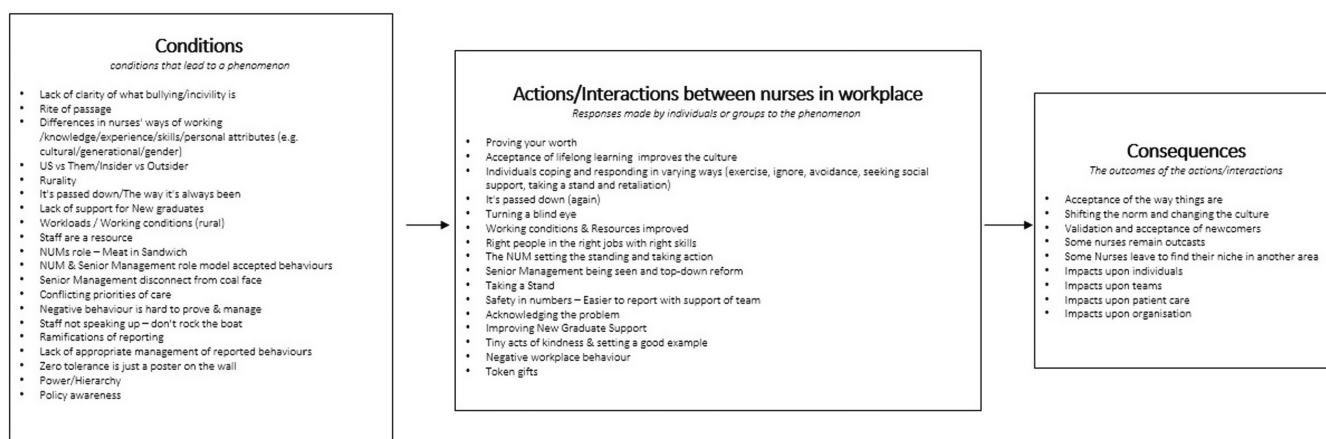 Conditions
conditions that lead to a phenomenon
• Lack of clarity of what bullying/incivility is
• Rite of passage
• Differences in nurses' ways of working
/knowledge/experience/skills/personal attributes (e.g.
cultural/generational/gender)
• US vs Them/Insider vs Outsider
• Rurality
• It's passed down/The way it's always been
• Lack of support for New graduates
• Workloads / Working conditions (rural)
• Staff are a resource
• NUMs role – Meat in Sandwich
• NUM & Senior Management role model accepted behaviours
• Senior Management disconnect from coal face
• Conflicting priorities of care
• Negative behaviour is hard to prove & manage
• Staff not speaking up – don't rock the boat
• Ramifications of reporting
• Lack of appropriate management of reported behaviours
• Zero tolerance is just a poster on the wall
• Power/Hierarchy
• Policy awareness
Actions/Interactions between nurses in workplace
Responses made by individuals or groups to the phenomenon
• Proving your worth
• Acceptance of lifelong learning improves the culture
• Individuals coping and responding in varying ways (exercise, ignore, avoidance, seeking social
support, taking a stand and retaliation)
• It's passed down (again)
• Turning a blind eye
• Working conditions & Resources improved
• Right people in the right jobs with right skills
• The NUM setting the standing and taking action
• Senior Management being seen and top-down reform
• Taking a Stand
• Safety in numbers – Easier to report with support of team
• Acknowledging the problem
• Improving New Graduate Support
• Tiny acts of kindness & setting a good example
• Negative workplace behaviour
• Token gifts
Consequences
The outcomes of the actions/interactions
• Acceptance of the way things are
• Shifting the norm and changing the culture
• Validation and acceptance of newcomers
• Some nurses remain outcasts
• Some Nurses leave to find their niche in another area
• Impacts upon individuals
• Impacts upon teams
• Impacts upon patient care
• Impacts upon organisation